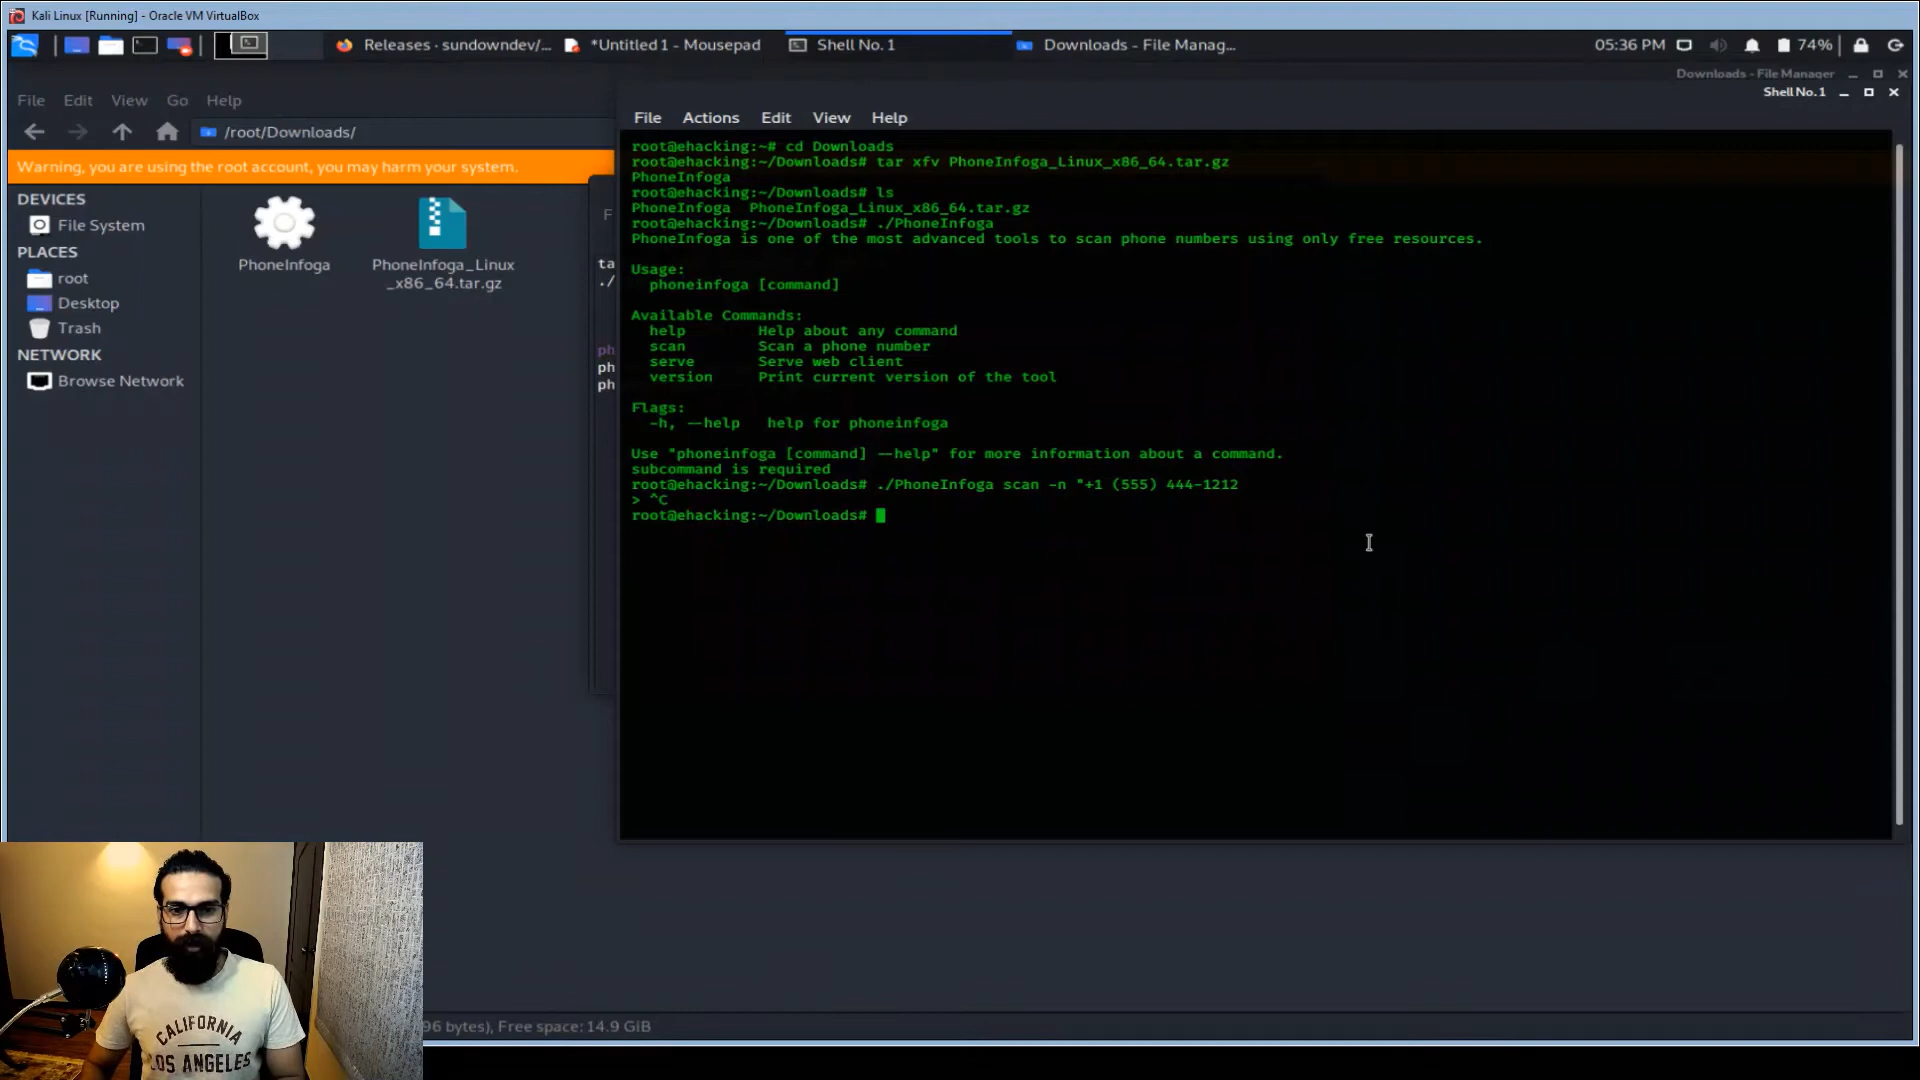 Kali Linux [Running] - Oracle VM VirtualBox
Releases · sundowndev/...
*Untitled 1 - Mousepad
Shell No. 1
Downloads - File Manag...
05:36 PM
74%
Downloads - File Manager
File Edit View Go Help
/root/Downloads/
Warning, you are using the root account, you may harm your system.
DEVICES
File System
PLACES
root
Desktop
Trash
NETWORK
Browse Network
PhoneInfoga
PhoneInfoga_Linux
_x86_64.tar.gz
F
ta
./
ph
ph
ph
Shell No. 1
File Actions Edit View Help
root@ehacking:~# cd Downloads
root@ehacking:~/Downloads# tar xfv PhoneInfoga_Linux_x86_64.tar.gz
PhoneInfoga
root@ehacking:~/Downloads# ls
PhoneInfoga  PhoneInfoga_Linux_x86_64.tar.gz
root@ehacking:~/Downloads# ./PhoneInfoga
PhoneInfoga is one of the most advanced tools to scan phone numbers using only free resources.
Usage:
phoneinfoga [command]
Available Commands:
help        Help about any command
scan        Scan a phone number
serve       Serve web client
version     Print current version of the tool
Flags:
-h, --help   help for phoneinfoga
Use "phoneinfoga [command] --help" for more information about a command.
subcommand is required
root@ehacking:~/Downloads# ./PhoneInfoga scan -n "+1 (555) 444-1212
> ^C
root@ehacking:~/Downloads#
96 bytes), Free space: 14.9 GiB
CALIFORNIA
LOS ANGELES